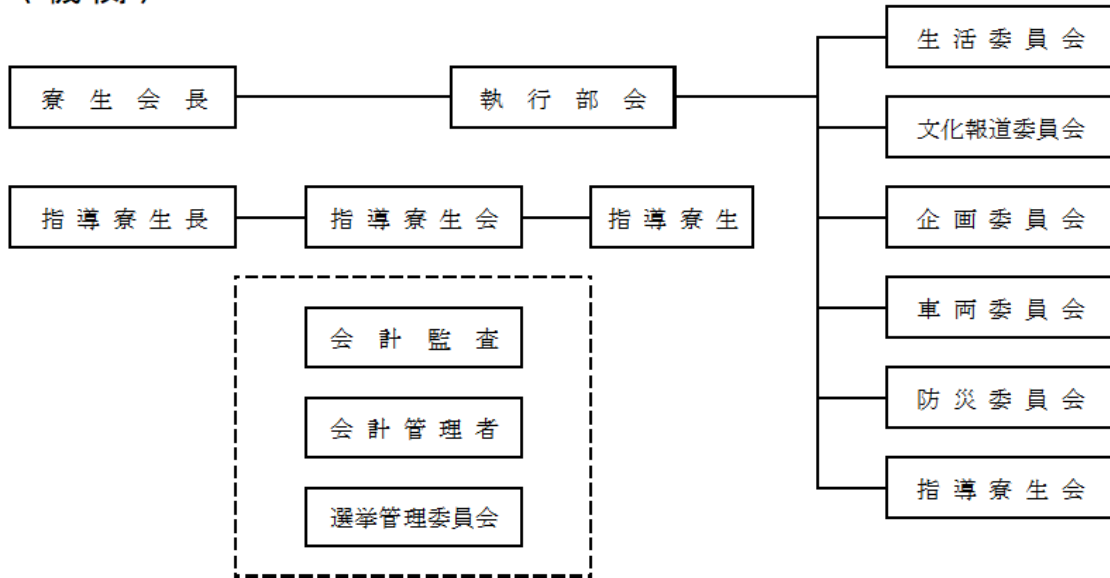 生活委員会
寮生会長
執行部会
文化報道委員会
指導寮生長
指導寮生会
指導寮生
企画委員会
会計監査
車両委員会
会計管理者
防災委員会
選挙管理委員会
指導寮生会